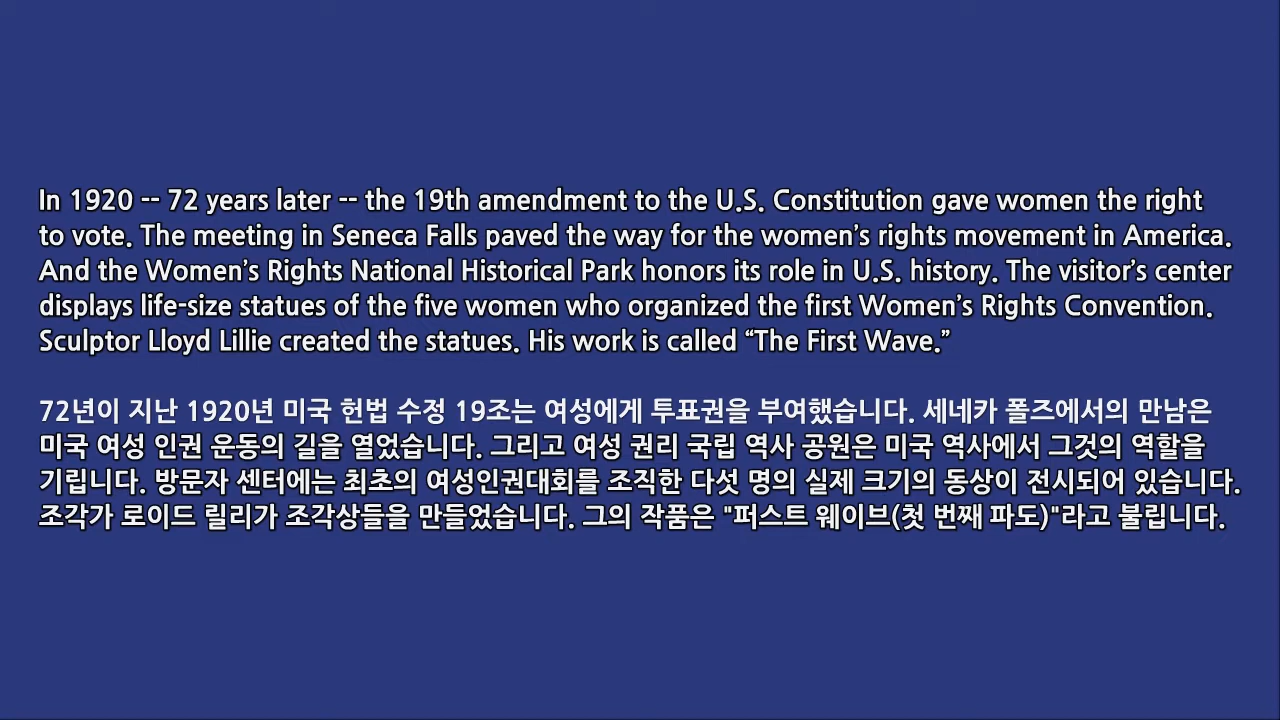 In 1920 -- 72 years later -- the 19th amendment to the U.S. Constitution gave women the right
to vote. The meeting in Seneca Falls paved the way for the women’s rights movement in America.
And the Women’s Rights National Historical Park honors its role in U.S. history. The visitor’s center
displays life-size statues of the five women who organized the first Women’s Rights Convention.
Sculptor Lloyd Lillie created the statues. His work is called “The First Wave.”
72년이 지난 1920년 미국 헌법 수정 19조는 여성에게 투표권을 부여했습니다. 세네카 폴즈에서의 만남은
미국 여성 인권 운동의 길을 열었습니다. 그리고 여성 권리 국립 역사 공원은 미국 역사에서 그것의 역할을
기립니다. 방문자 센터에는 최초의 여성인권대회를 조직한 다섯 명의 실제 크기의 동상이 전시되어 있습니다.
조각가 로이드 릴리가 조각상들을 만들었습니다. 그의 작품은 "퍼스트 웨이브(첫 번째 파도)"라고 불립니다.